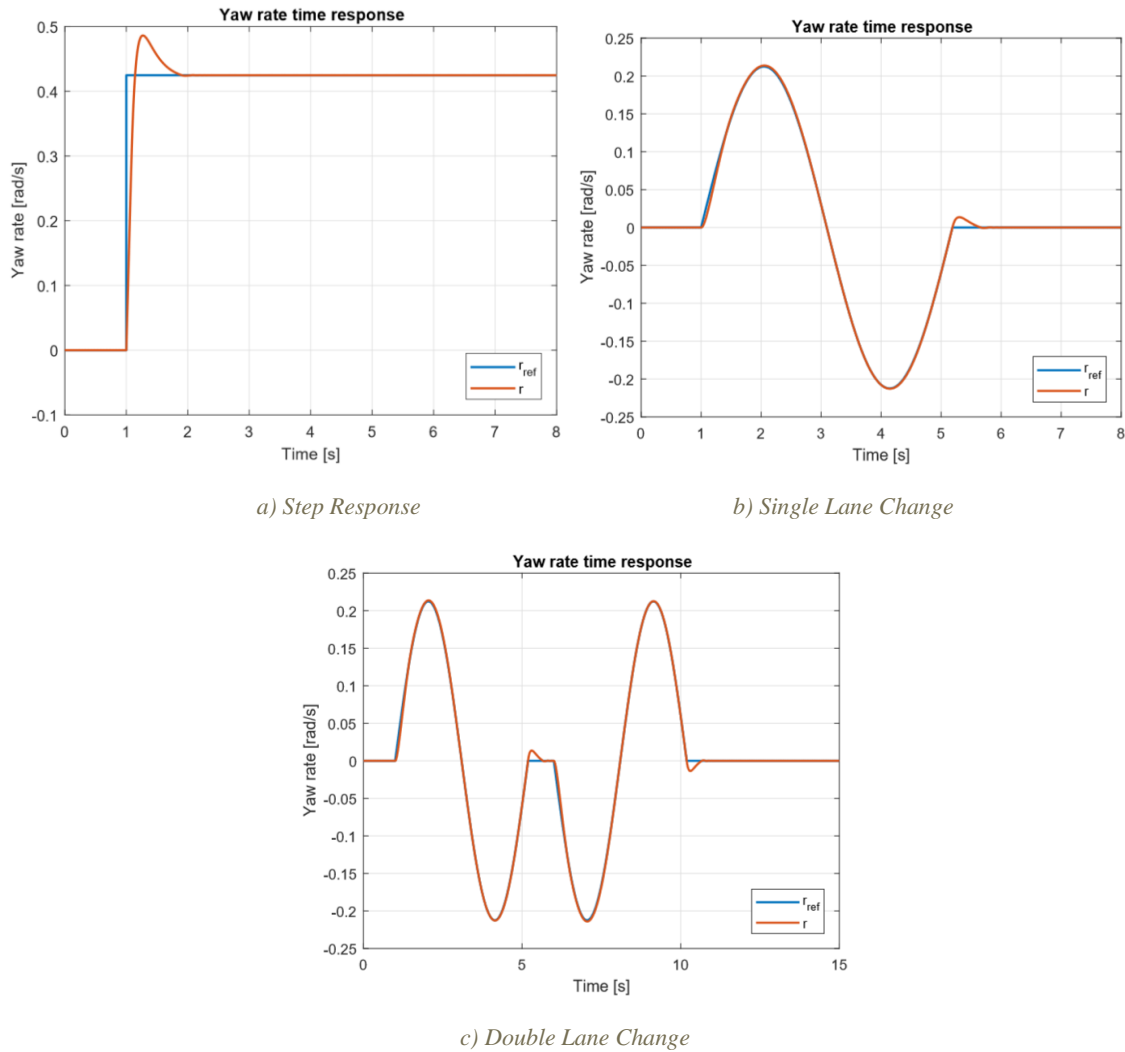 Yaw rate time response
Yaw rate [rad/s]
0.5
0.4
0.3
0.2
0.1
0
-0.1
0 1 2 3 4 5 6 7 8
Time [s]
r_ref
r
a) Step Response
Yaw rate time response
Yaw rate [rad/s]
0.25
0.2
0.15
0.1
0.05
0
-0.05
-0.1
-0.15
-0.2
-0.25
0 1 2 3 4 5 6 7 8
Time [s]
r_ref
r
b) Single Lane Change
Yaw rate time response
Yaw rate [rad/s]
0.25
0.2
0.15
0.1
0.05
0
-0.05
-0.1
-0.15
-0.2
-0.25
0 5 10 15
Time [s]
r_ref
r
c) Double Lane Change